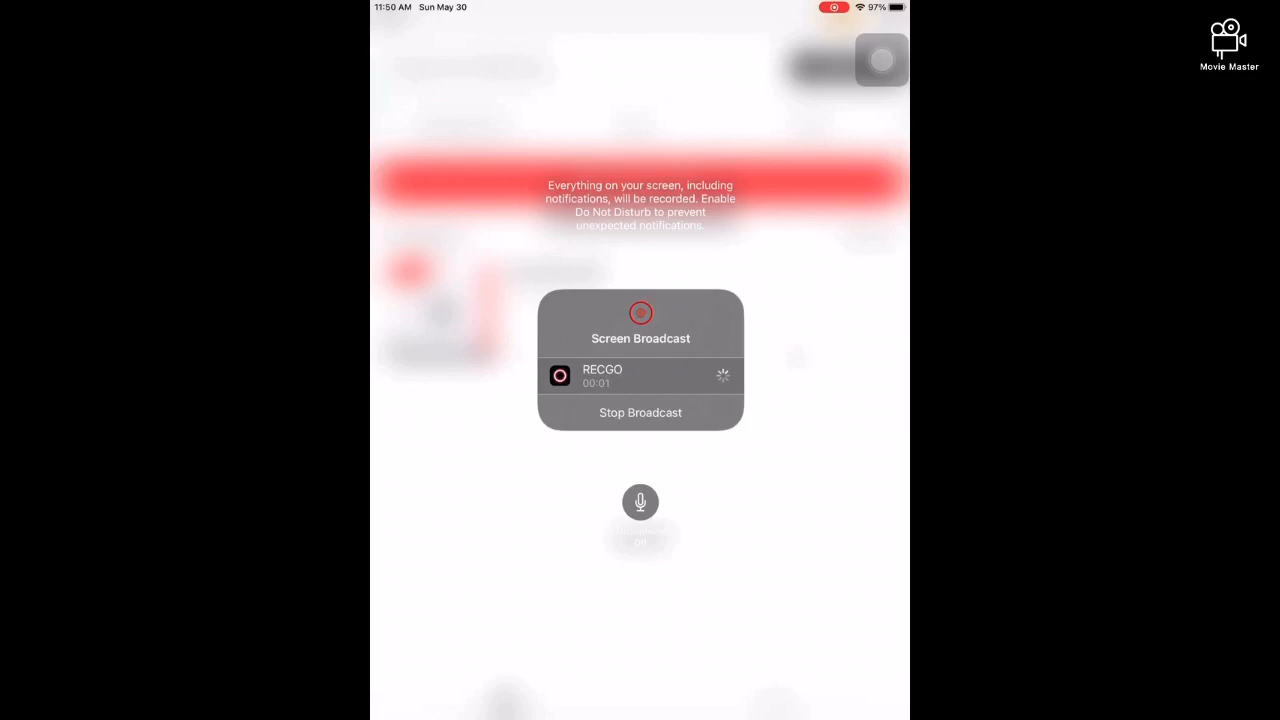 11:50 AM Sun May 30
97%
Movie Master
Everything on your screen, including
notifications, will be recorded. Enable
Do Not Disturb to prevent
unexpected notifications.
Screen Broadcast
RECGO
00:01
Stop Broadcast